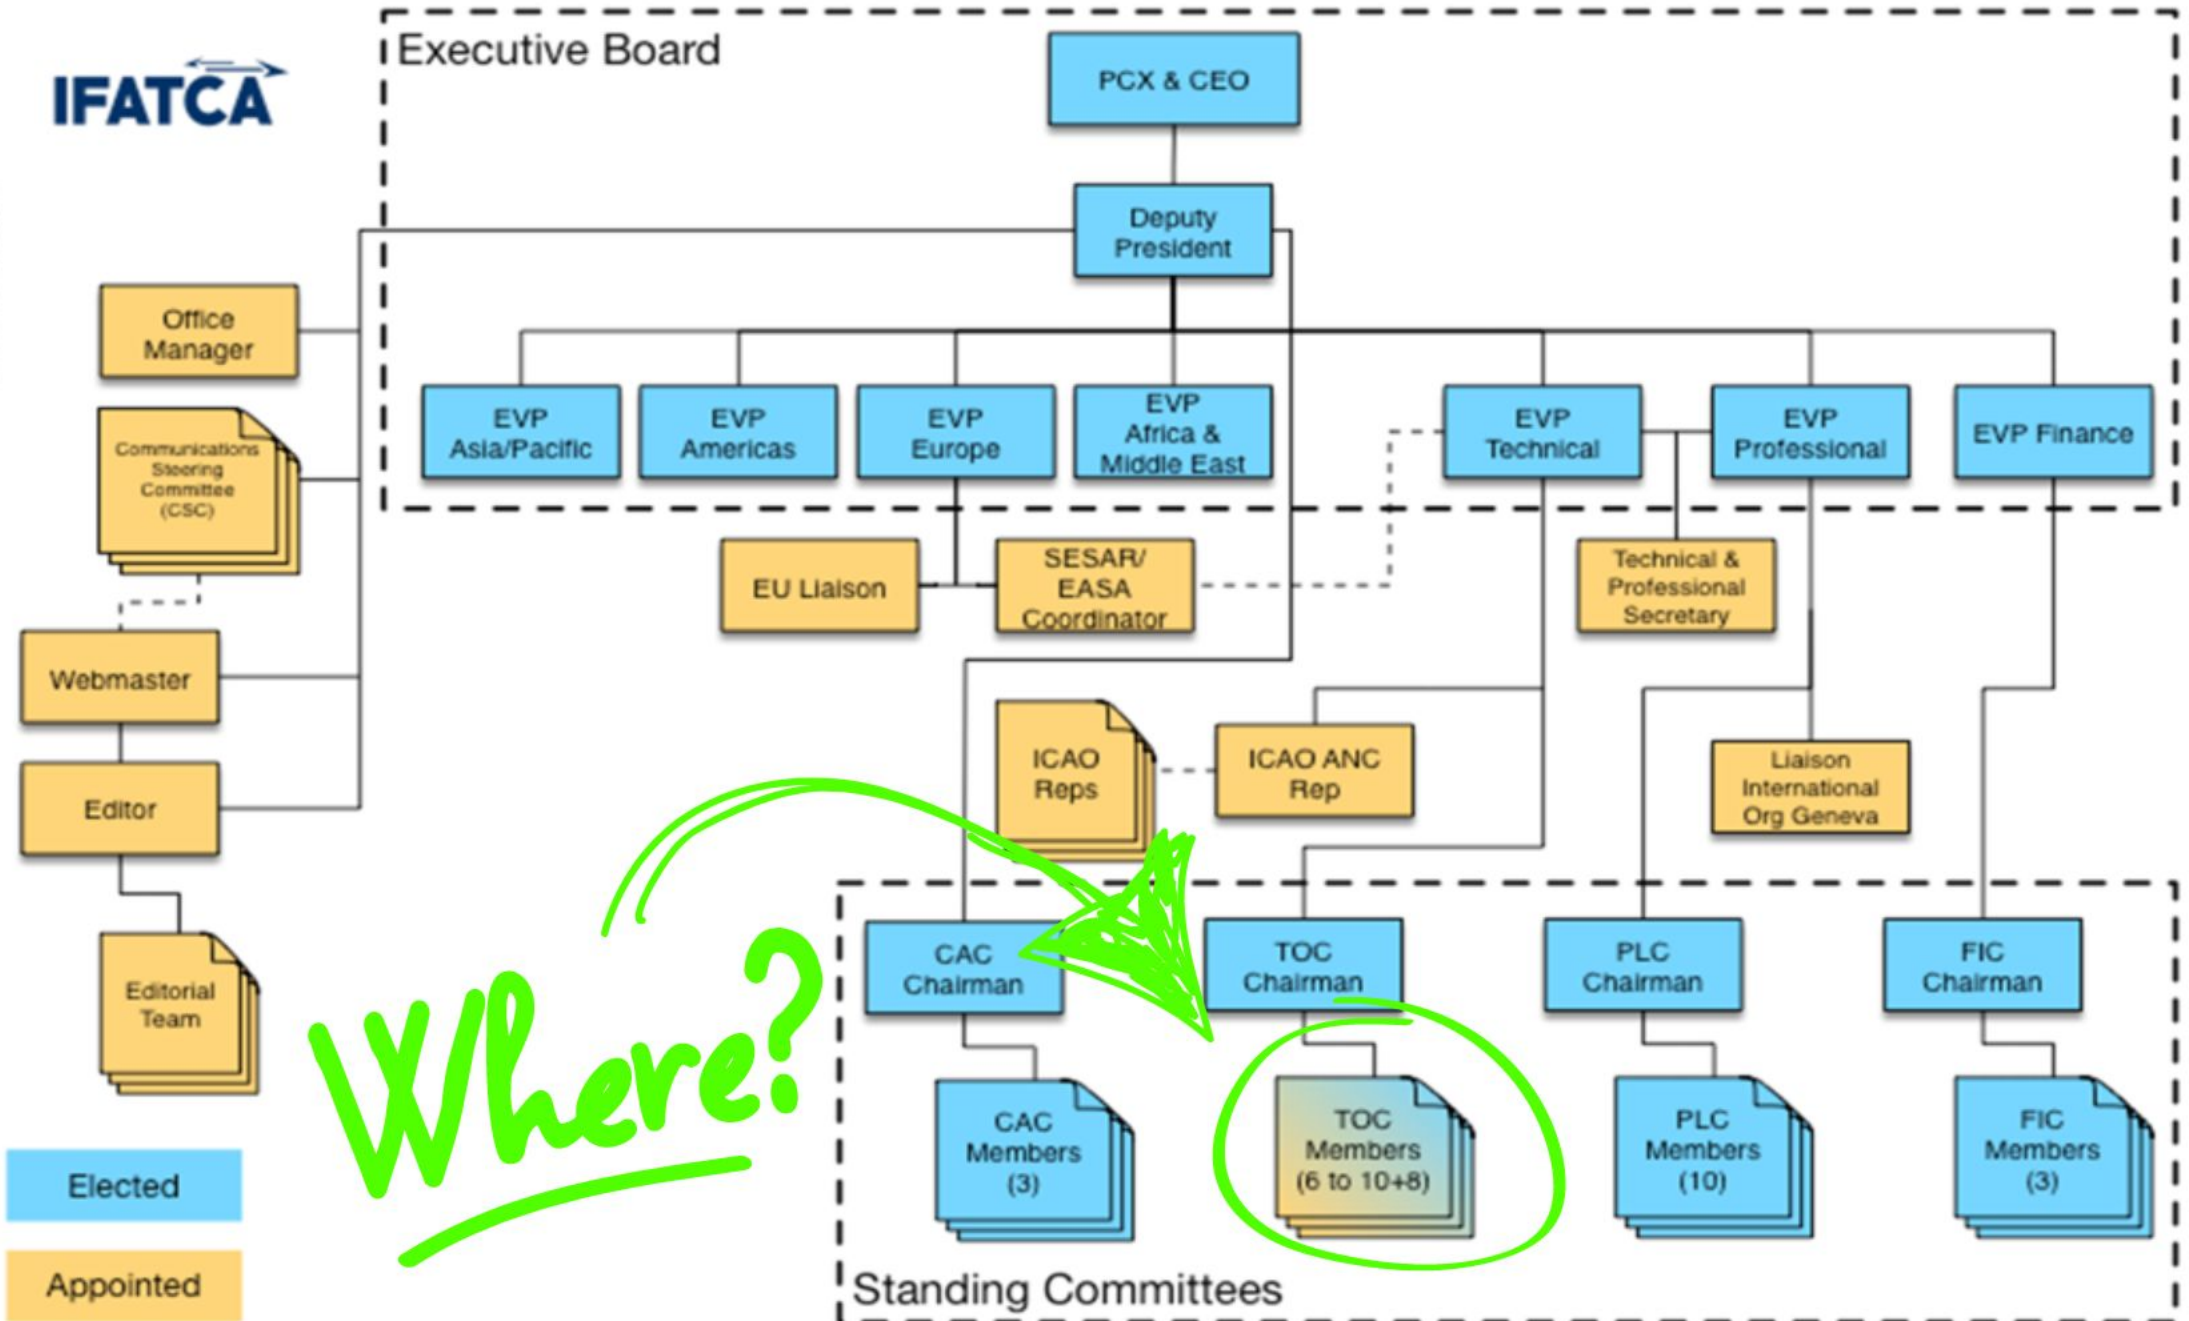 IFATCA
Executive Board
PCX & CEO
Deputy
President
Office
Manager
Communications
Steering
Committee
(CSC)
Webmaster
Editor
Editorial
Team
EVP
Asia/Pacific
EVP
Americas
EVP
Europe
EVP
Africa &
Middle East
EVP
Technical
EVP
Professional
EVP Finance
EU Liaison
SESAR/
EASA
Coordinator
Technical &
Professional
Secretary
ICAO
Reps
ICAO ANC
Rep
Liaison
International
Org Geneva
Where?
CAC
Chairman
TOC
Chairman
PLC
Chairman
FIC
Chairman
CAC
Members
(3)
TOC
Members
(6 to 10+8)
PLC
Members
(10)
FIC
Members
(3)
Standing Committees
Elected
Appointed